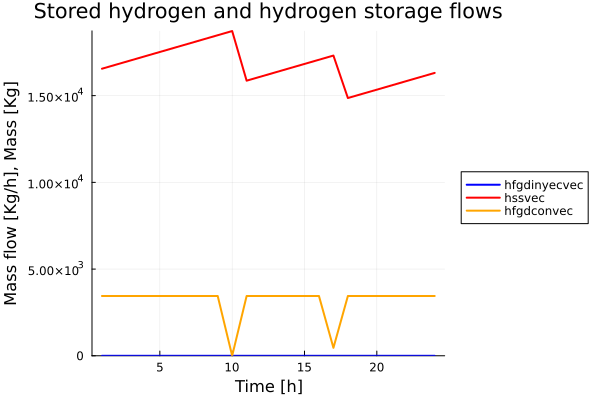 Stored hydrogen and hydrogen storage flows
Mass flow [Kg/h], Mass [Kg]
1.50×10⁴
1.00×10⁴
5.00×10³
0
5 10 15 20
Time [h]
hfgdinyecvec
hssvec
hfgdconvec